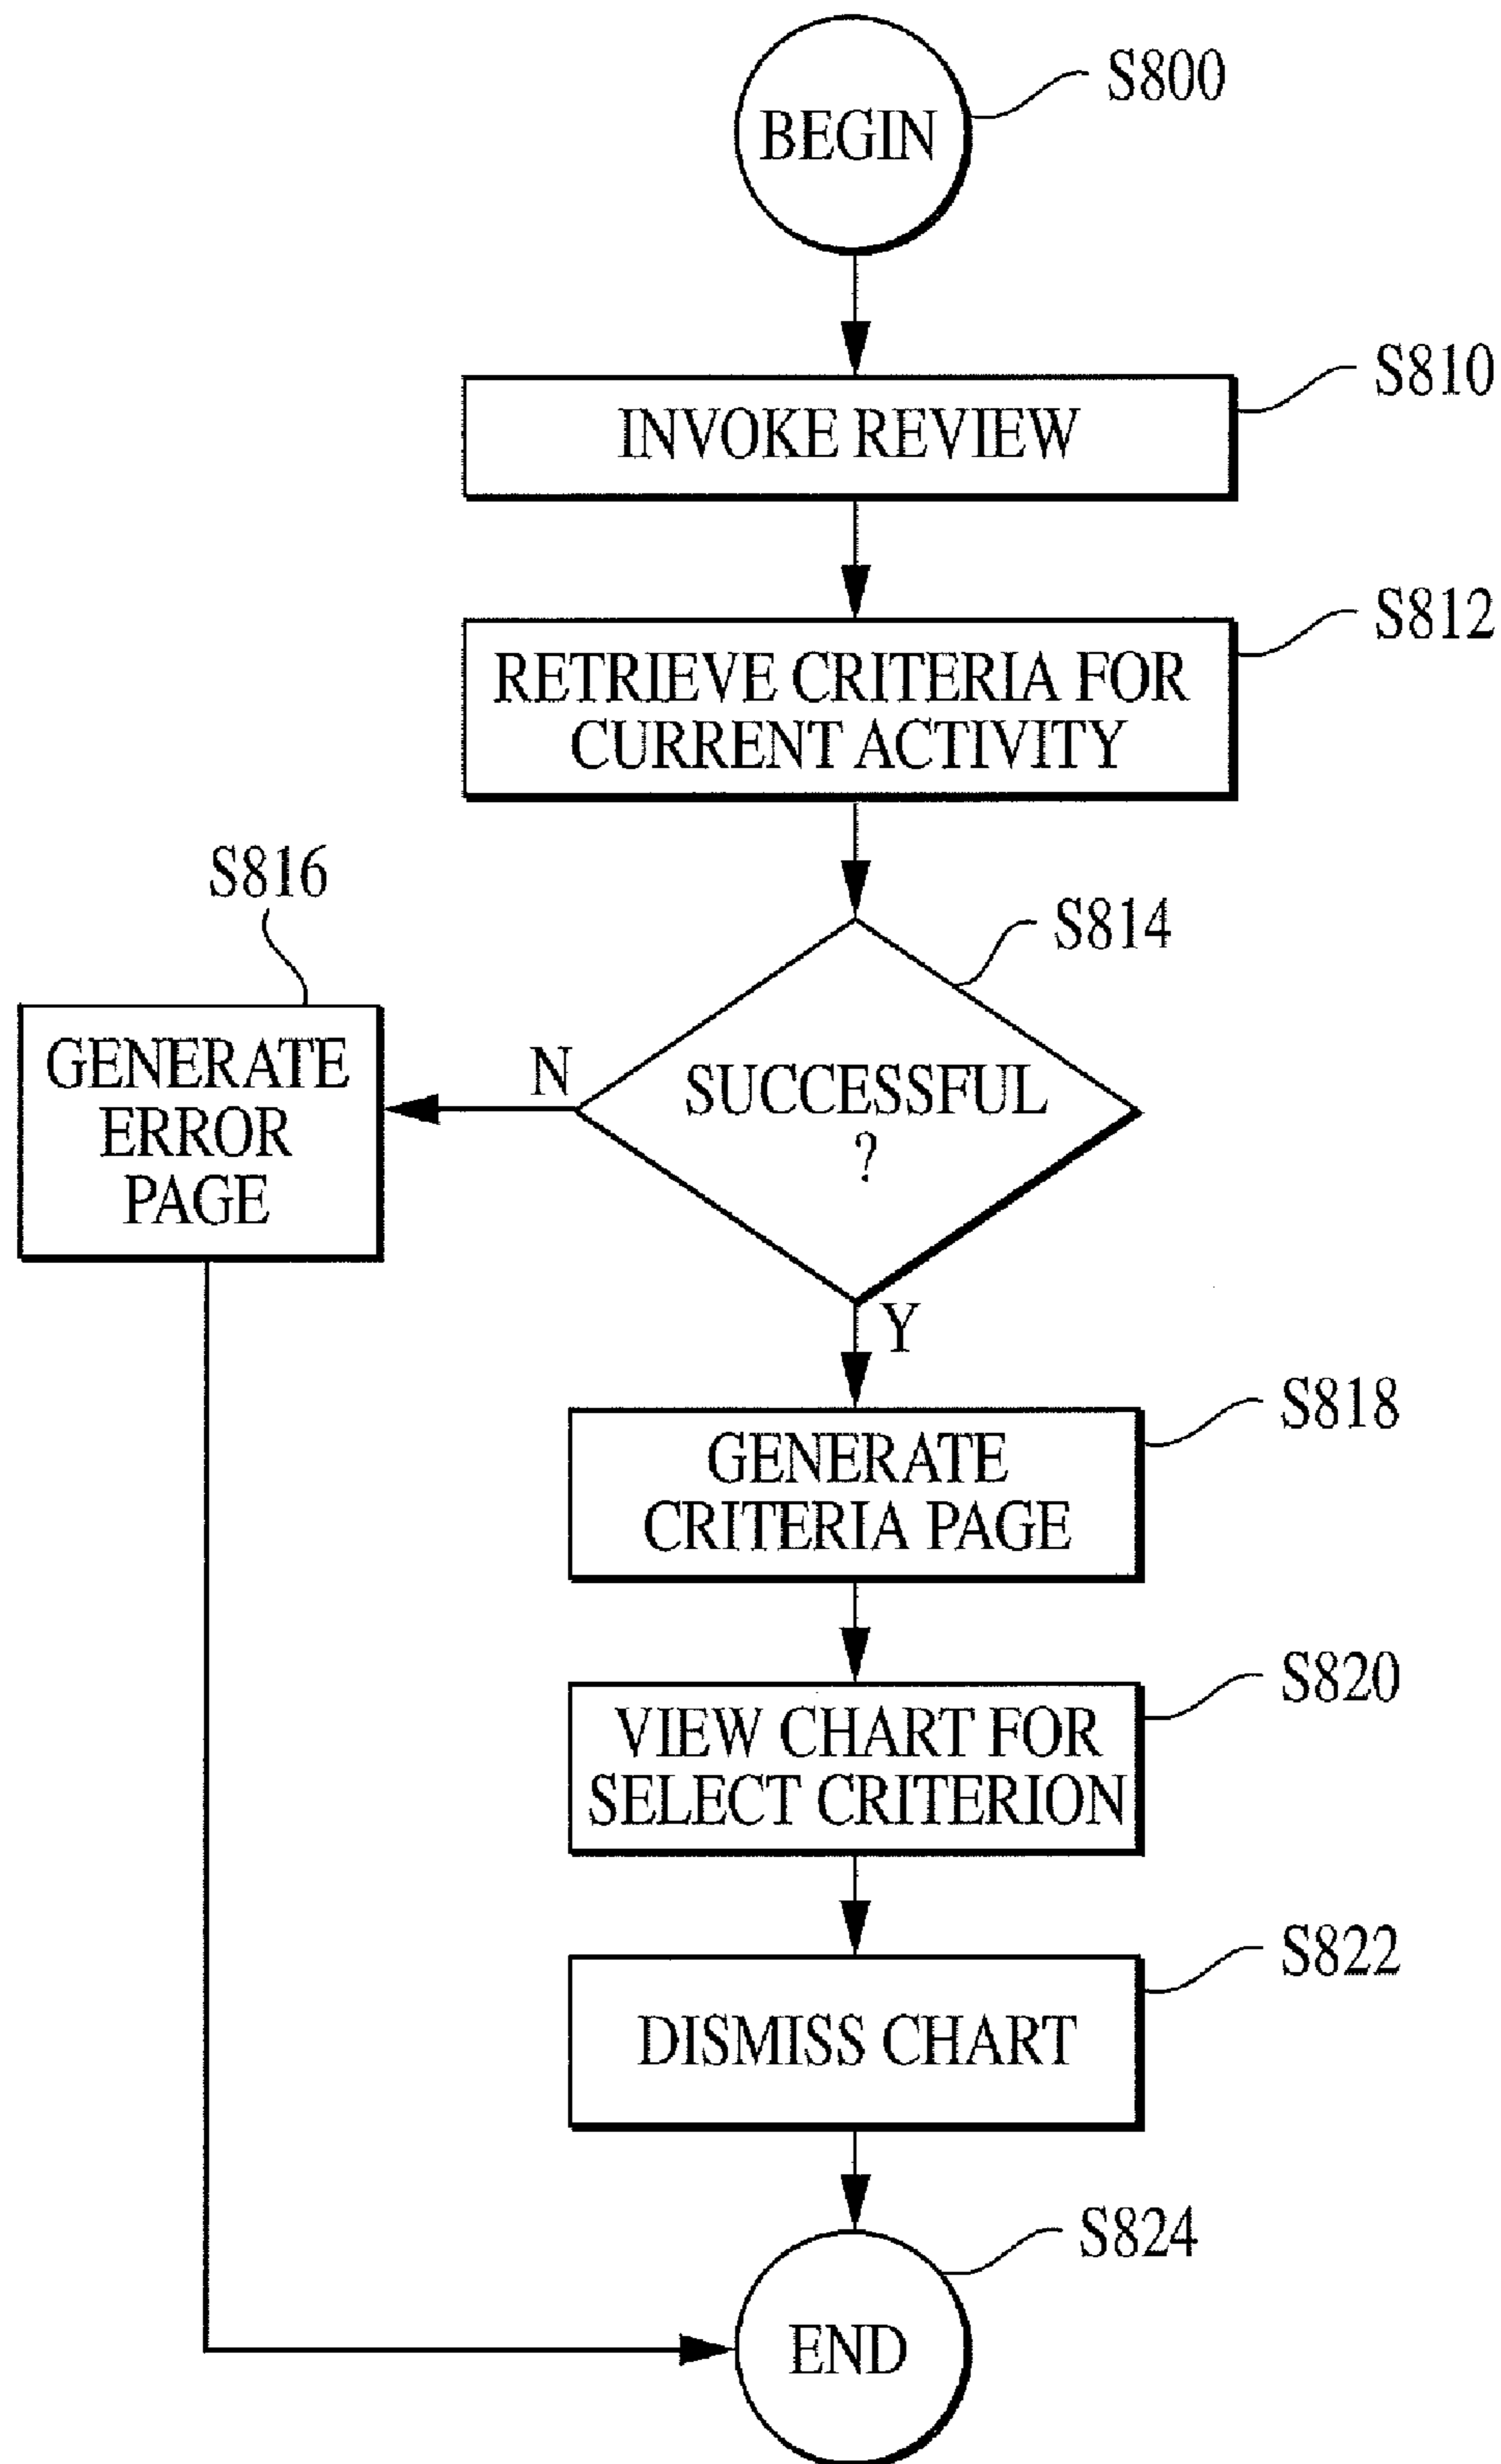 BEGIN
S800
INVOKE REVIEW
S810
RETRIEVE CRITERIA FOR
CURRENT ACTIVITY
S812
SUCCESSFUL
?
S814
N
GENERATE
ERROR
PAGE
S816
Y
GENERATE
CRITERIA PAGE
S818
VIEW CHART FOR
SELECT CRITERION
S820
DISMISS CHART
S822
END
S824